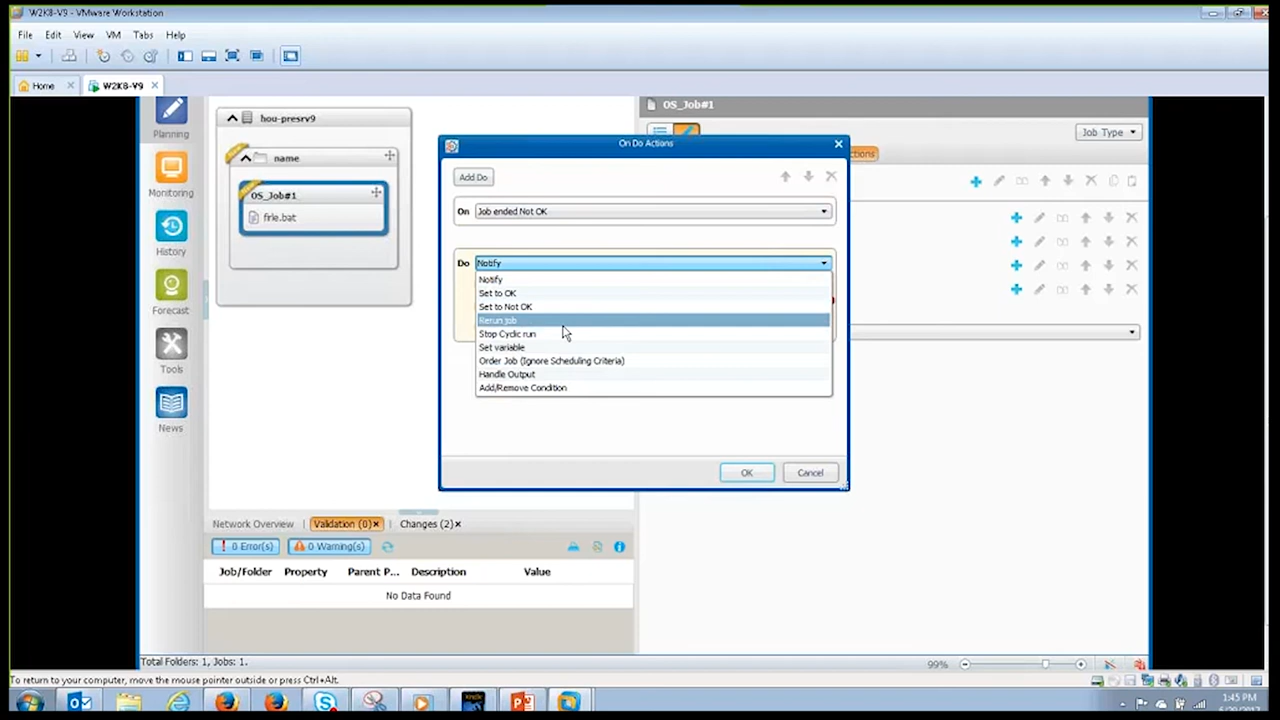 W2K8-V9 - VMware Workstation
File Edit View VM Tabs Help
Home × W2K8-V9 ×
Planning
Monitoring
History
Forecast
Tools
News
hou-presrv9
name
OS_Job#1
frle.bat
OS_Job#1
Job Type
On Do Actions
Add Do
On Job ended Not OK
Do Notify
Notify
Set to OK
Set to Not OK
Rerun job
Stop Cyclic run
Set variable
Order Job (Ignore Scheduling Criteria)
Handle Output
Add/Remove Condition
OK Cancel
Network Overview Validation (0)× Changes (2)×
0 Error(s) 0 Warning(s)
Job/Folder Property Parent P... Description Value
No Data Found
Total Folders: 1, Jobs: 1.
99%
To return to your computer, move the mouse pointer outside or press Ctrl+Alt.
1:45 PM